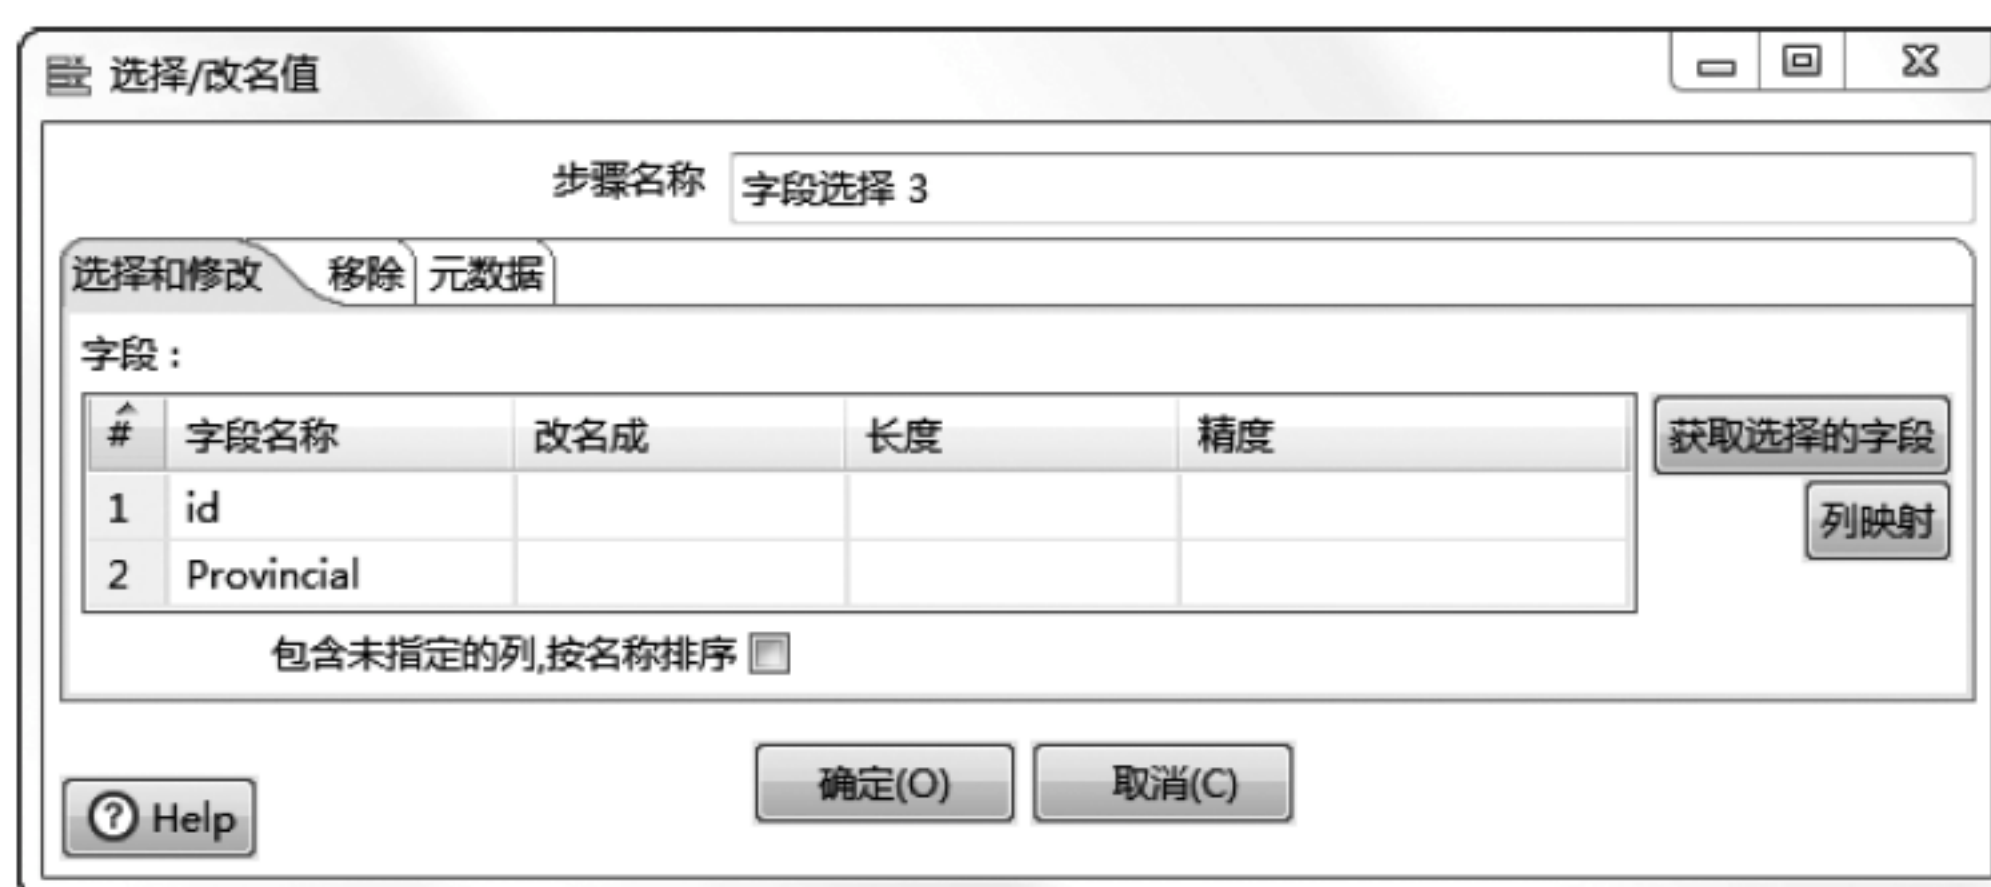 选择/改名值
步骤名称 字段选择 3
选择和修改 移除 元数据
字段：
# 字段名称 改名成 长度 精度 获取选择的字段
1 id
列映射
2 Provincial
包含未指定的列,按名称排序
确定(O) 取消(C)
Help